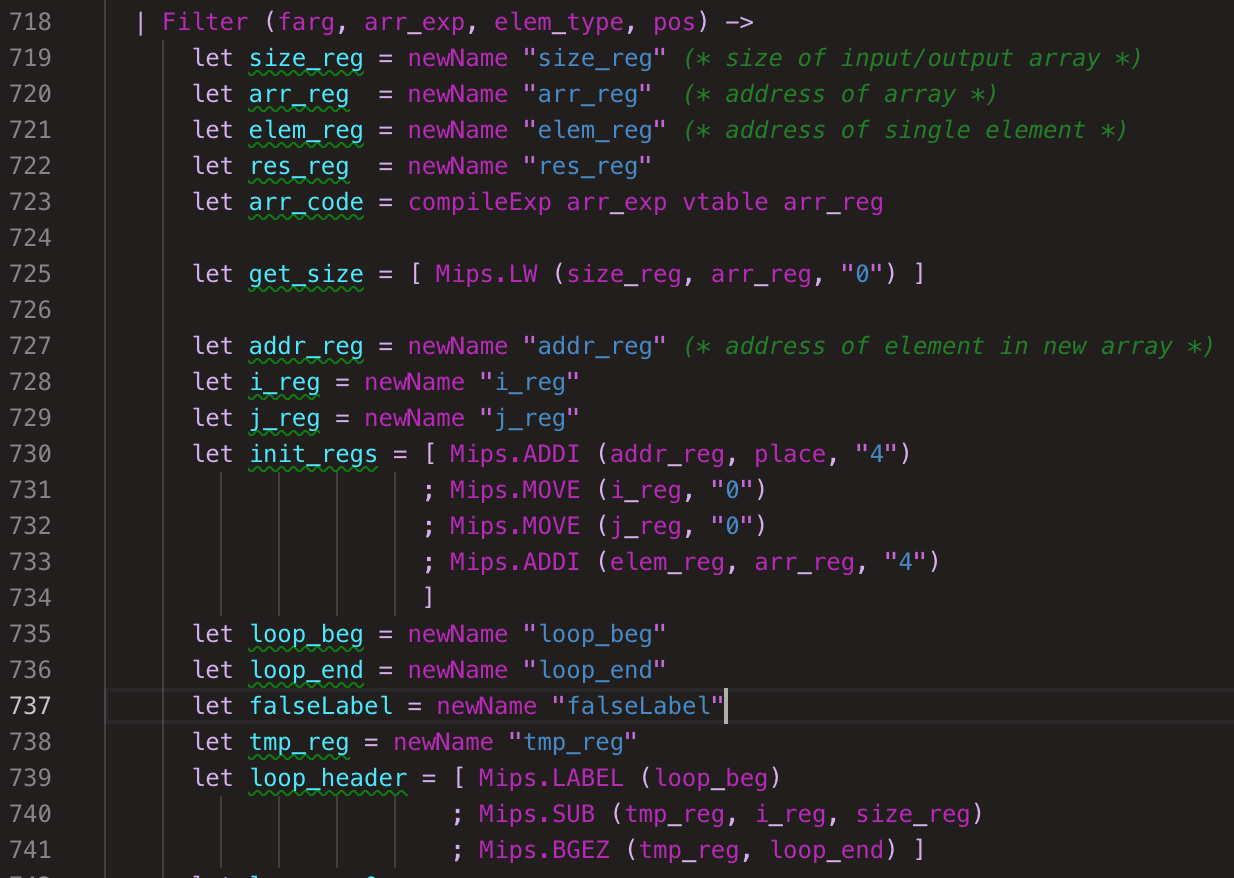 718 | Filter (farg, arr_exp, elem_type, pos) ->
719 let size_reg = newName "size_reg" (* size of input/output array *)
720 let arr_reg  = newName "arr_reg"  (* address of array *)
721 let elem_reg = newName "elem_reg" (* address of single element *)
722 let res_reg  = newName "res_reg"
723 let arr_code = compileExp arr_exp vtable arr_reg
724
725 let get_size = [ Mips.LW (size_reg, arr_reg, "0") ]
726
727 let addr_reg = newName "addr_reg" (* address of element in new array *)
728 let i_reg = newName "i_reg"
729 let j_reg = newName "j_reg"
730 let init_regs = [ Mips.ADDI (addr_reg, place, "4")
731 ; Mips.MOVE (i_reg, "0")
732 ; Mips.MOVE (j_reg, "0")
733 ; Mips.ADDI (elem_reg, arr_reg, "4")
734 ]
735 let loop_beg = newName "loop_beg"
736 let loop_end = newName "loop_end"
737 let falseLabel = newName "falseLabel"
738 let tmp_reg = newName "tmp_reg"
739 let loop_header = [ Mips.LABEL (loop_beg)
740 ; Mips.SUB (tmp_reg, i_reg, size_reg)
741 ; Mips.BGEZ (tmp_reg, loop_end) ]